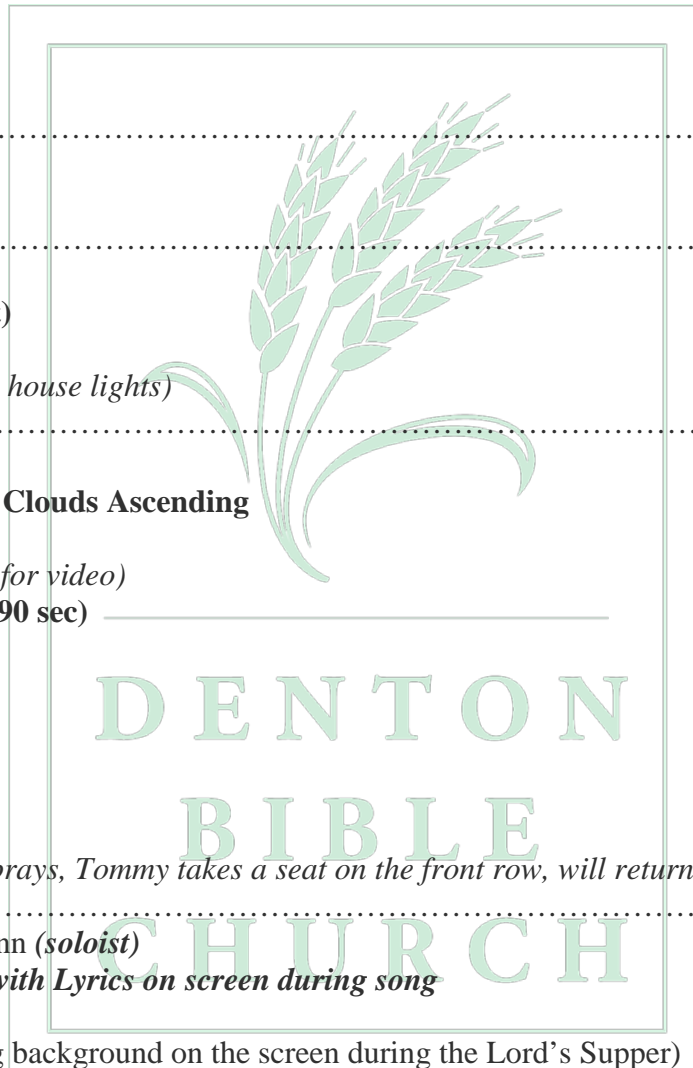 ........................................................................
........................................................................
)
house lights)
........................................................................
Clouds Ascending
for video)
90 sec)
DENTON
BIBLE
prays, Tommy takes a seat on the front row, will return
........................................................................
nn (soloist)
CHURCH
with Lyrics on screen during song
g background on the screen during the Lord's Supper)